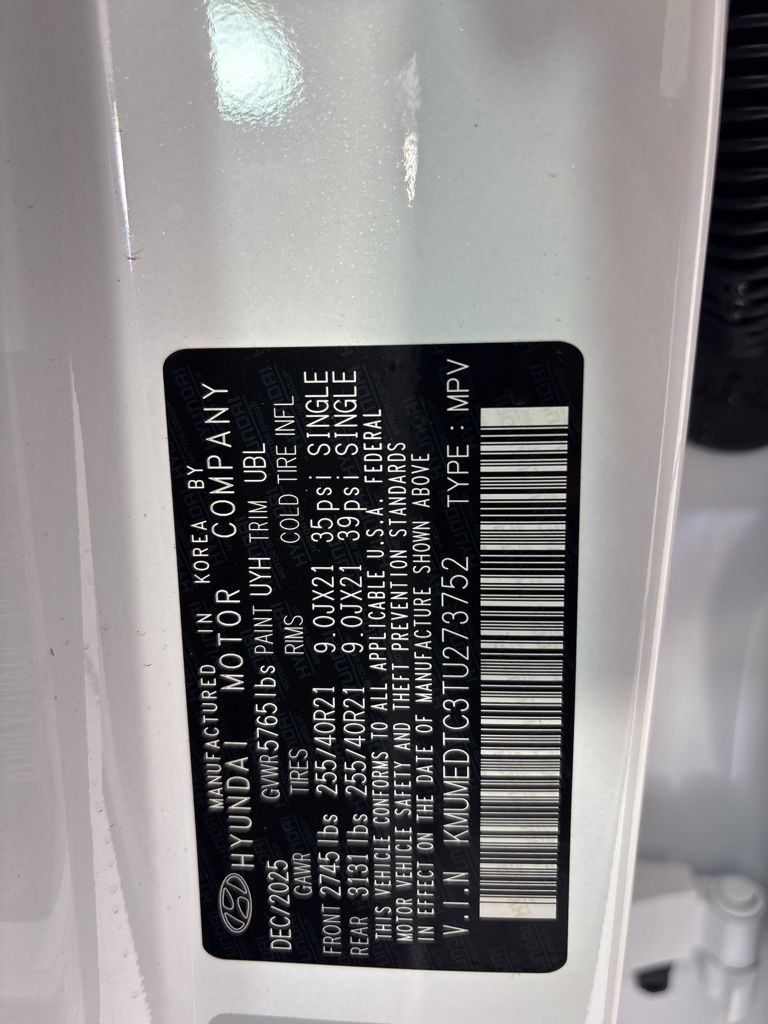 MANUFACTURED IN KOREA BY
HYUNDAI MOTOR COMPANY
DEC/2025 GVWR 5765lbs PAINT UYH TRIM UBL
GAWR TIRES RIMS COLD TIRE INFL
FRONT 2745lbs 255/40R21 9.0JX21 35psi SINGLE
REAR 3131lbs 255/40R21 9.0JX21 39psi SINGLE
THIS VEHICLE CONFORMS TO ALL APPLICABLE U.S.A. FEDERAL
MOTOR VEHICLE SAFETY AND THEFT PREVENTION STANDARDS
IN EFFECT ON THE DATE OF MANUFACTURE SHOWN ABOVE
V.I.N KMUMEDTC3TU273752 TYPE : MPV